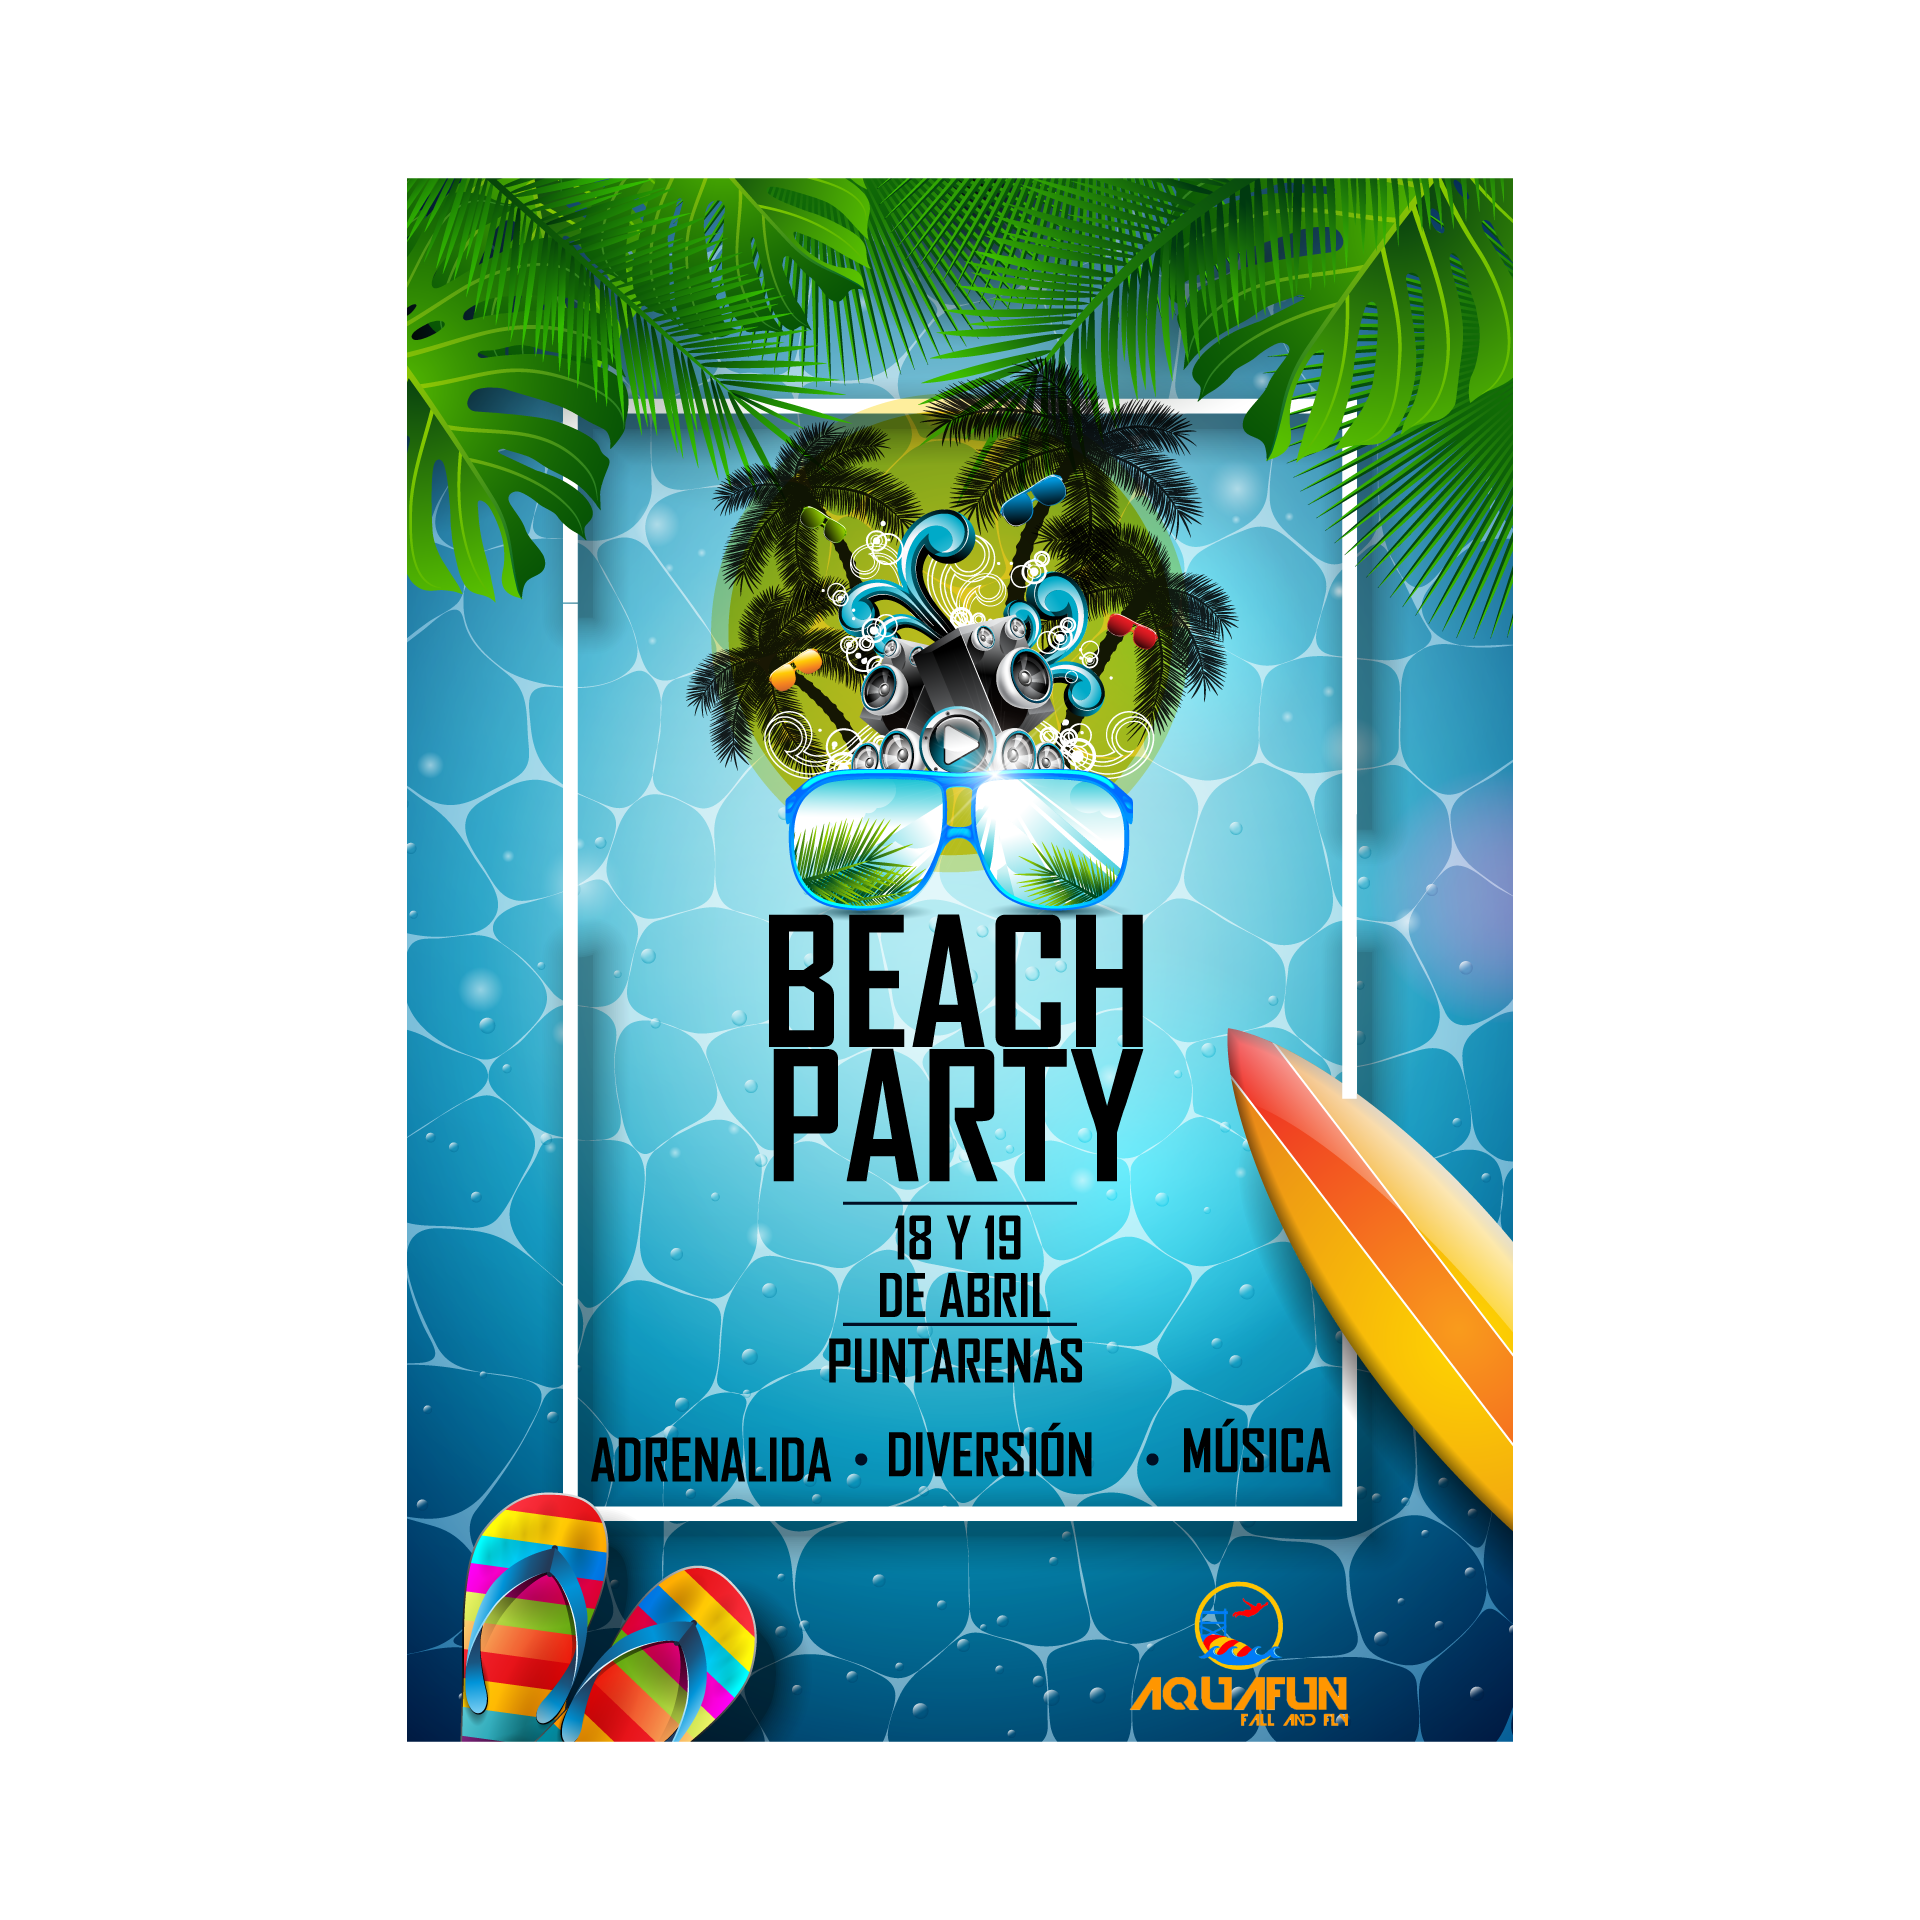 BEACH
PARTY
18 Y 19
DE ABRIL
PUNTARENAS
ADRENALIDA • DIVERSIÓN • MÚSICA
AQUAFUN
FALL AND FLY